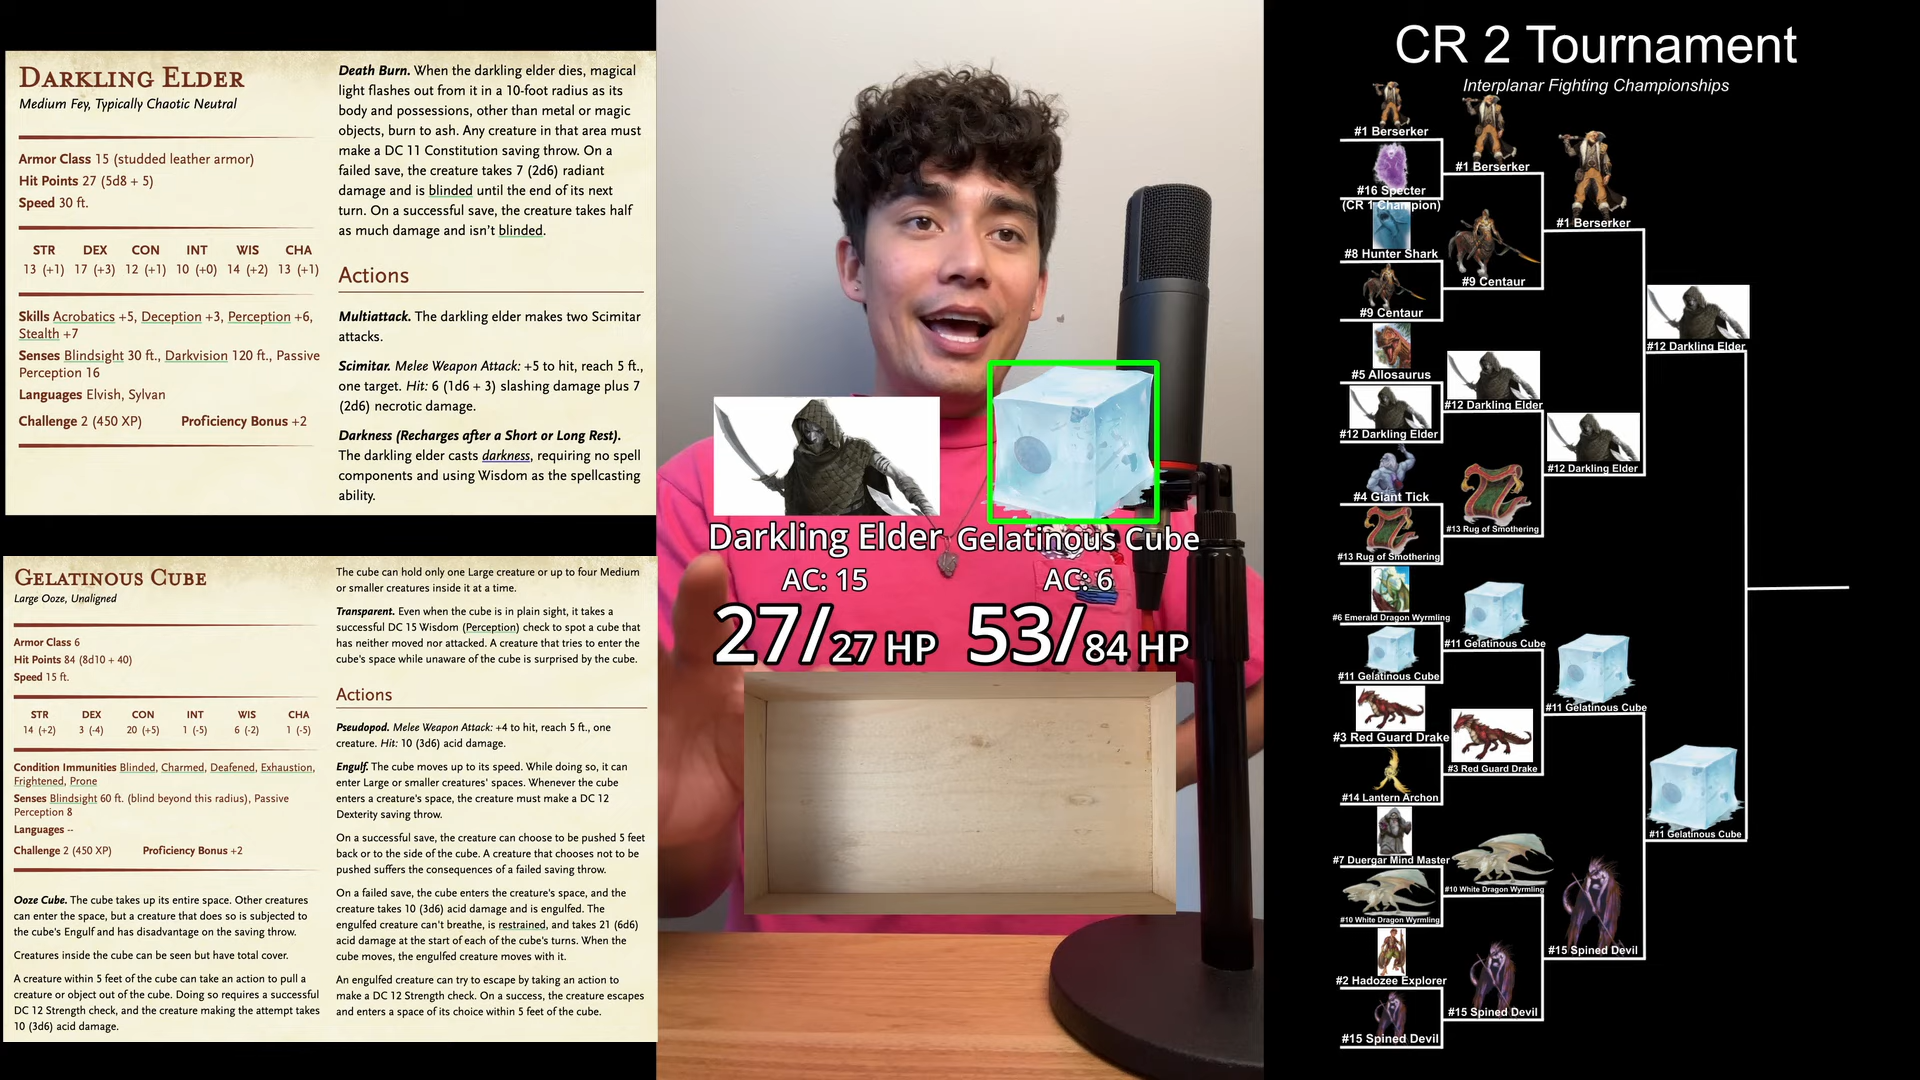 DARKLING ELDER
Medium Fey, Typically Chaotic Neutral
Armor Class 15 (studded leather armor)
Hit Points 27 (5d8 + 5)
Speed 30 ft.
STR DEX CON INT WIS CHA
13 (+1) 17 (+3) 12 (+1) 10 (+0) 14 (+2) 13 (+1)
Skills Acrobatics +5, Deception +3, Perception +6,
Stealth +7
Senses Blindsight 30 ft., Darkvision 120 ft., Passive
Perception 16
Languages Elvish, Sylvan
Challenge 2 (450 XP) Proficiency Bonus +2
Death Burn. When the darkling elder dies, magical
light flashes out from it in a 10-foot radius as its
body and possessions, other than metal or magic
objects, burn to ash. Any creature in that area must
make a DC 11 Constitution saving throw. On a
failed save, the creature takes 7 (2d6) radiant
damage and is blinded until the end of its next
turn. On a successful save, the creature takes half
as much damage and isn't blinded.
Actions
Multiattack. The darkling elder makes two Scimitar
attacks.
Scimitar. Melee Weapon Attack: +5 to hit, reach 5 ft.,
one target. Hit: 6 (1d6 + 3) slashing damage plus 7
(2d6) necrotic damage.
Darkness (Recharges after a Short or Long Rest).
The darkling elder casts darkness, requiring no spell
components and using Wisdom as the spellcasting
ability.
GELATINOUS CUBE
Large Ooze, Unaligned
Armor Class 6
Hit Points 84 (8d10 + 40)
Speed 15 ft.
STR DEX CON INT WIS CHA
14 (+2) 3 (-4) 20 (+5) 1 (-5) 6 (-2) 1 (-5)
Condition Immunities Blinded, Charmed, Deafened, Exhaustion,
Frightened, Prone
Senses Blindsight 60 ft. (blind beyond this radius), Passive
Perception 8
Languages --
Challenge 2 (450 XP) Proficiency Bonus +2
Ooze Cube. The cube takes up its entire space. Other creatures
can enter the space, but a creature that does so is subjected to
the cube's Engulf and has disadvantage on the saving throw.
Creatures inside the cube can be seen but have total cover.
A creature within 5 feet of the cube can take an action to pull a
creature or object out of the cube. Doing so requires a successful
DC 12 Strength check, and the creature making the attempt takes
10 (3d6) acid damage.
The cube can hold only one Large creature or up to four Medium
or smaller creatures inside it at a time.
Transparent. Even when the cube is in plain sight, it takes a
successful DC 15 Wisdom (Perception) check to spot a cube that
has neither moved nor attacked. A creature that tries to enter the
cube's space while unaware of the cube is surprised by the cube.
Actions
Pseudopod. Melee Weapon Attack: +4 to hit, reach 5 ft., one
creature. Hit: 10 (3d6) acid damage.
Engulf. The cube moves up to its speed. While doing so, it can
enter Large or smaller creatures' spaces. Whenever the cube
enters a creature's space, the creature must make a DC 12
Dexterity saving throw.
On a successful save, the creature can choose to be pushed 5 feet
back or to the side of the cube. A creature that chooses not to be
pushed suffers the consequences of a failed saving throw.
On a failed save, the cube enters the creature's space, and the
creature takes 10 (3d6) acid damage and is engulfed. The
engulfed creature can't breathe, is restrained, and takes 21 (6d6)
acid damage at the start of each of the cube's turns. When the
cube moves, the engulfed creature moves with it.
An engulfed creature can try to escape by taking an action to
make a DC 12 Strength check. On a success, the creature escapes
and enters a space of its choice within 5 feet of the cube.
Darkling Elder
AC: 15
27/27 HP
Gelatinous Cube
AC: 6
53/84 HP
CR 2 Tournament
Interplanar Fighting Championships
#1 Berserker
#16 Specter
(CR 1 Champion)
#8 Hunter Shark
#9 Centaur
#5 Allosaurus
#12 Darkling Elder
#4 Giant Tick
#13 Rug of Smothering
#6 Emerald Dragon Wyrmling
#11 Gelatinous Cube
#3 Red Guard Drake
#14 Lantern Archon
#7 Duergar Mind Master
#10 White Dragon Wyrmling
#2 Hadozee Explorer
#15 Spined Devil
#1 Berserker
#9 Centaur
#12 Darkling Elder
#13 Rug of Smothering
#11 Gelatinous Cube
#3 Red Guard Drake
#10 White Dragon Wyrmling
#15 Spined Devil
#1 Berserker
#12 Darkling Elder
#11 Gelatinous Cube
#15 Spined Devil
#12 Darkling Elder
#11 Gelatinous Cube